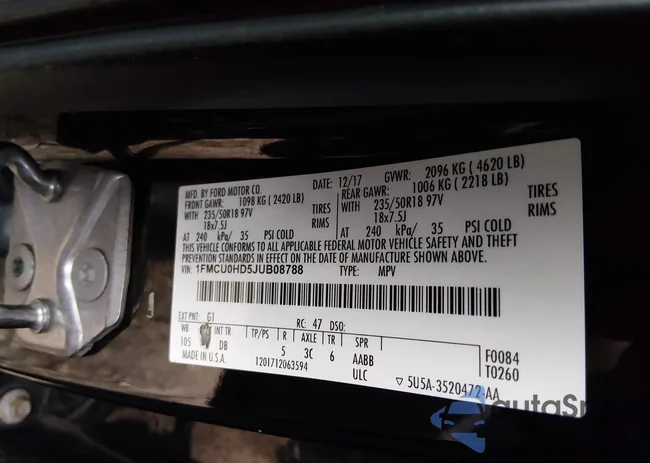 MFD. BY FORD MOTOR CO.
DATE: 12/17 GVWR: 2096 KG ( 4620 LB)
FRONT GAWR: 1098 KG ( 2420 LB)
REAR GAWR: 1006 KG ( 2218 LB)
WITH 235/50R18 97V TIRES WITH 235/50R18 97V TIRES
18x7.5J RIMS 18x7.5J RIMS
AT 240 kPa/ 35 PSI COLD AT 240 kPa/ 35 PSI COLD
THIS VEHICLE CONFORMS TO ALL APPLICABLE FEDERAL MOTOR VEHICLE SAFETY AND THEFT
PREVENTION STANDARDS IN EFFECT ON THE DATE OF MANUFACTURE SHOWN ABOVE.
VIN: 1FMCU0HD5JUB08788 TYPE: MPV
EXT PNT: G1 RC: 47 DSO:
WB INT TR TP/PS R AXLE TR SPR
105 DB 5 3C 6 AABB F0084
MADE IN U.S.A. 1201712063594 ULC T0260
5U5A-3520472-AA